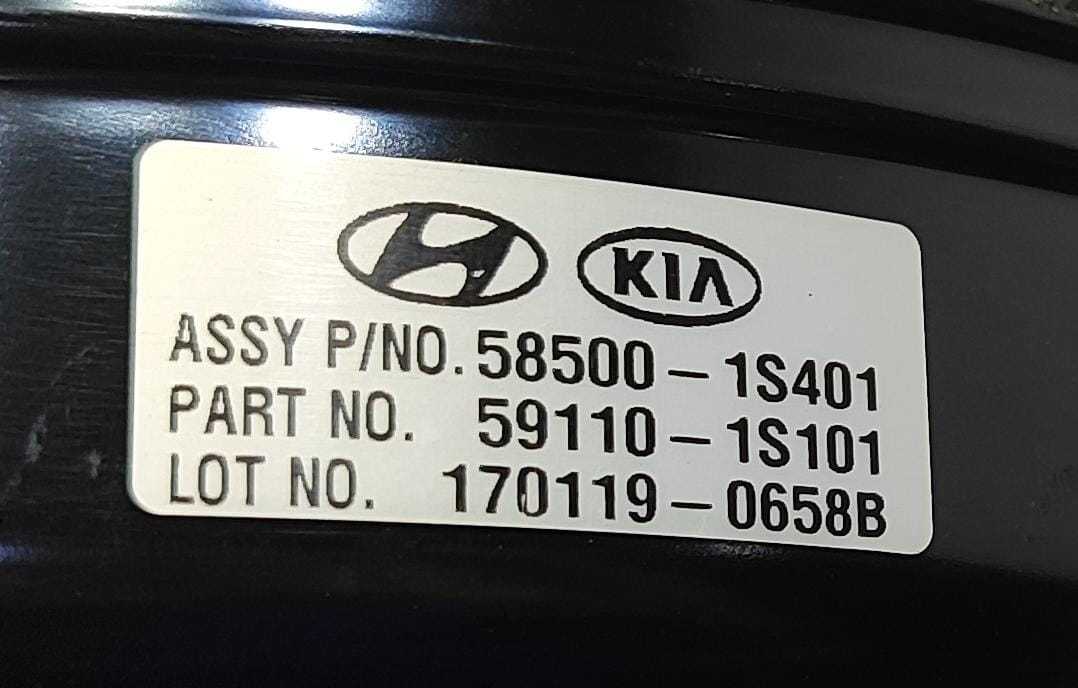 KIA
ASSY P/NO. 58500-1S401
PART NO. 59110-1S101
LOT NO. 170119-0658B